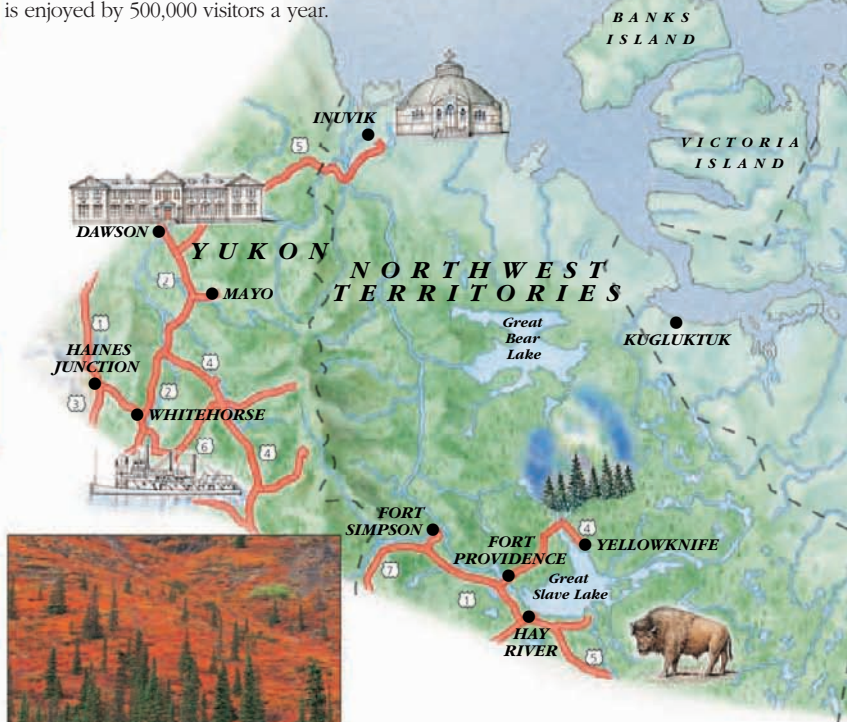 is enjoyed by 500,000 visitors a year.
BANKS
ISLAND
INUVIK
5
VICTORIA
ISLAND
DAWSON
YUKON
NORTHWEST
TERRITORIES
2
MAYO
Great
Bear
Lake
1
KUGLUKTUK
HAINES
JUNCTION
4
3
2
WHITEHORSE
6
4
FORT
SIMPSON
FORT
PROVIDENCE
4
YELLOWKNIFE
7
Great
Slave Lake
1
HAY
RIVER
5